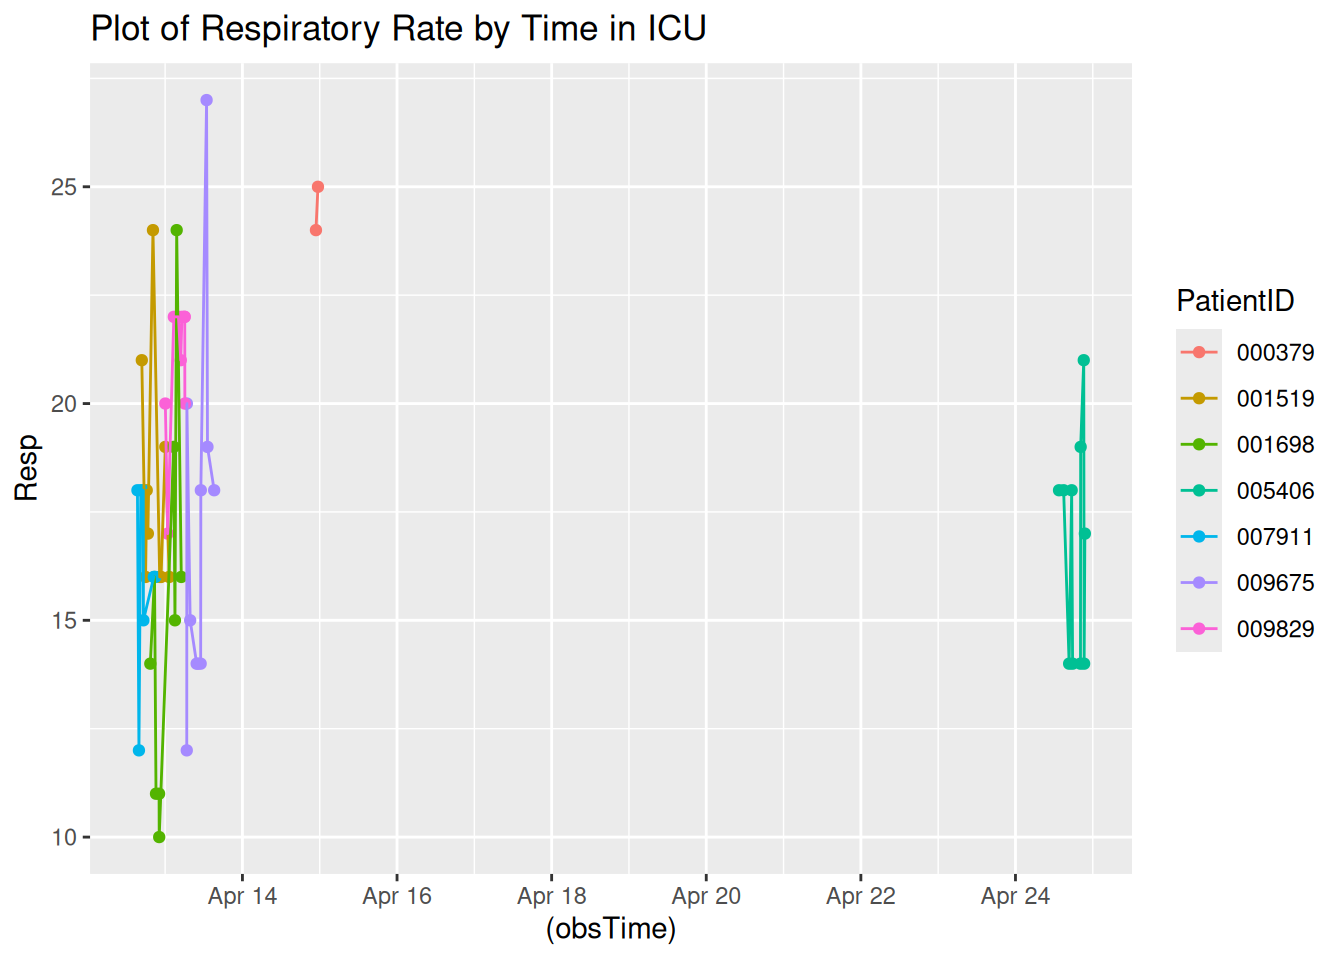 Plot of Respiratory Rate by Time in ICU
Resp
25
20
15
10
Apr 14
Apr 16
Apr 18
Apr 20
Apr 22
Apr 24
(obsTime)
PatientID
000379
001519
001698
005406
007911
009675
009829